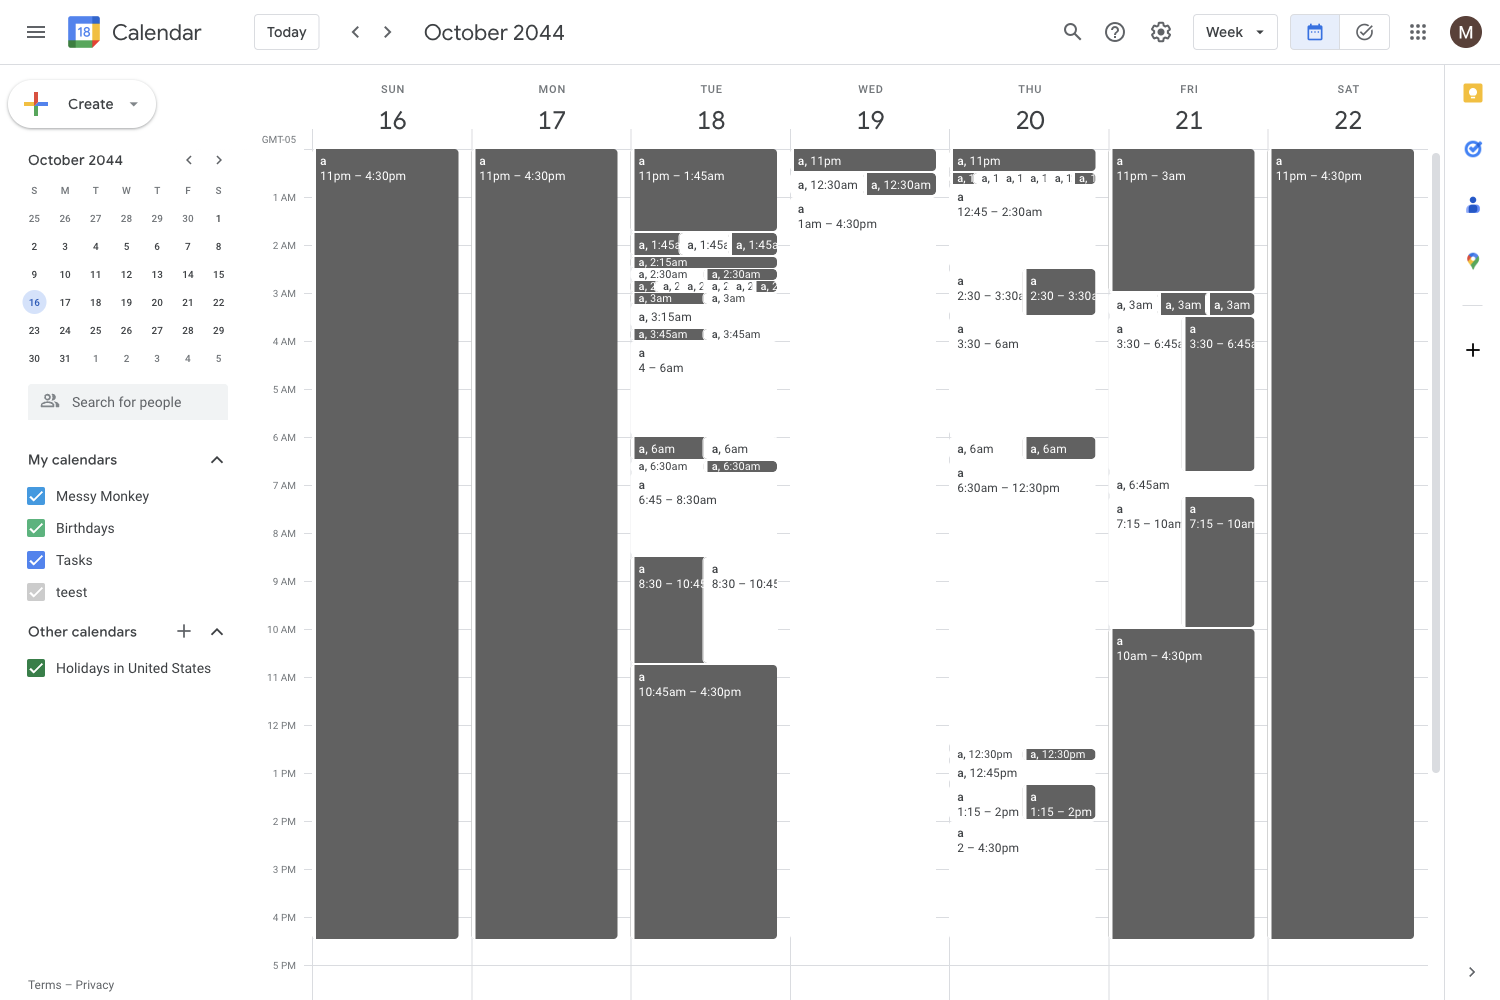 18
Calendar
Today
October 2044
Week
M
Create
October 2044
S M T W T F S
25 26 27 28 29 30 1
2 3 4 5 6 7 8
9 10 11 12 13 14 15
16 17 18 19 20 21 22
23 24 25 26 27 28 29
30 31 1 2 3 4 5
Search for people
My calendars
Messy Monkey
Birthdays
Tasks
teest
Other calendars
Holidays in United States
Terms – Privacy
GMT-05
1 AM
2 AM
3 AM
4 AM
5 AM
6 AM
7 AM
8 AM
9 AM
10 AM
11 AM
12 PM
1 PM
2 PM
3 PM
4 PM
5 PM
SUN
16
a
11pm – 4:30pm
MON
17
a
11pm – 4:30pm
TUE
18
a
11pm – 1:45am
a, 1:45a a, 1:45a a, 1:45a
a, 2:15am
a, 2:30am a, 2:30am
a, 2 a, 2 a, 2 a, 2 a, 2 a, 2
a, 3am a, 3am
a, 3:15am
a, 3:45am a, 3:45am
a
4 – 6am
a, 6am a, 6am
a, 6:30am a, 6:30am
a
6:45 – 8:30am
a
8:30 – 10:45
a
8:30 – 10:45
a
10:45am – 4:30pm
WED
19
a, 11pm
a, 12:30am a, 12:30am
a
1am – 4:30pm
THU
20
a, 11pm
a, 1 a, 1 a, 1 a, 1 a, 1 a, 1
a
12:45 – 2:30am
a
2:30 – 3:30a
a
2:30 – 3:30a
a
3:30 – 6am
a, 6am a, 6am
a
6:30am – 12:30pm
a, 12:30pm a, 12:30pm
a, 12:45pm
a
1:15 – 2pm
a
1:15 – 2pm
a
2 – 4:30pm
FRI
21
a
11pm – 3am
a, 3am a, 3am a, 3am
a
3:30 – 6:45a
a
3:30 – 6:45a
a, 6:45am
a
7:15 – 10am
a
7:15 – 10am
a
10am – 4:30pm
SAT
22
a
11pm – 4:30pm